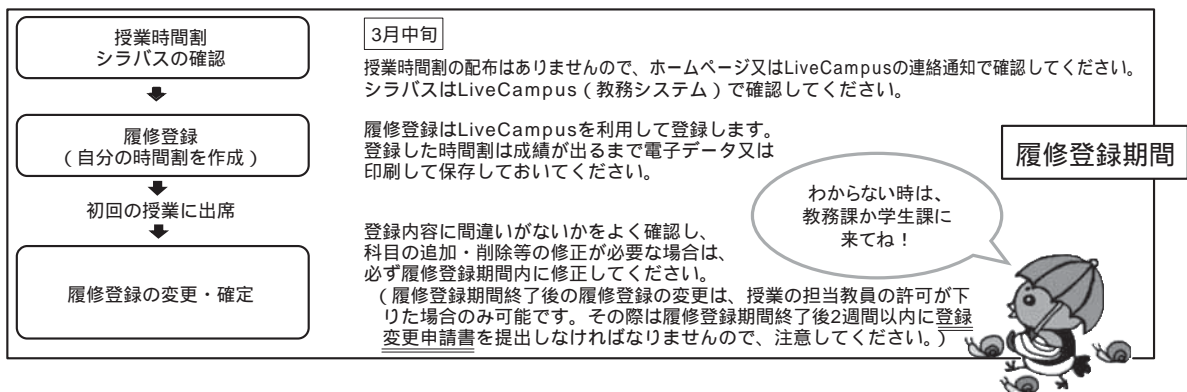 授業時間割
シラバスの確認
3月中旬
授業時間割の配布はありませんので、ホームページ又はLiveCampusの連絡通知で確認してください。
シラバスはLiveCampus（教務システム）で確認してください。
履修登録
（自分の時間割を作成）
履修登録はLiveCampusを利用して登録します。
登録した時間割は成績が出るまで電子データ又は
印刷して保存しておいてください。
履修登録期間
わからない時は、
教務課か学生課に
来てね！
初回の授業に出席
履修登録の変更・確定
登録内容に間違いがないかをよく確認し、
科目の追加・削除等の修正が必要な場合は、
必ず履修登録期間内に修正してください。
（履修登録期間終了後の履修登録の変更は、授業の担当教員の許可が下
りた場合のみ可能です。その際は履修登録期間終了後2週間以内に登録
変更申請書を提出しなければなりませんので、注意してください。）